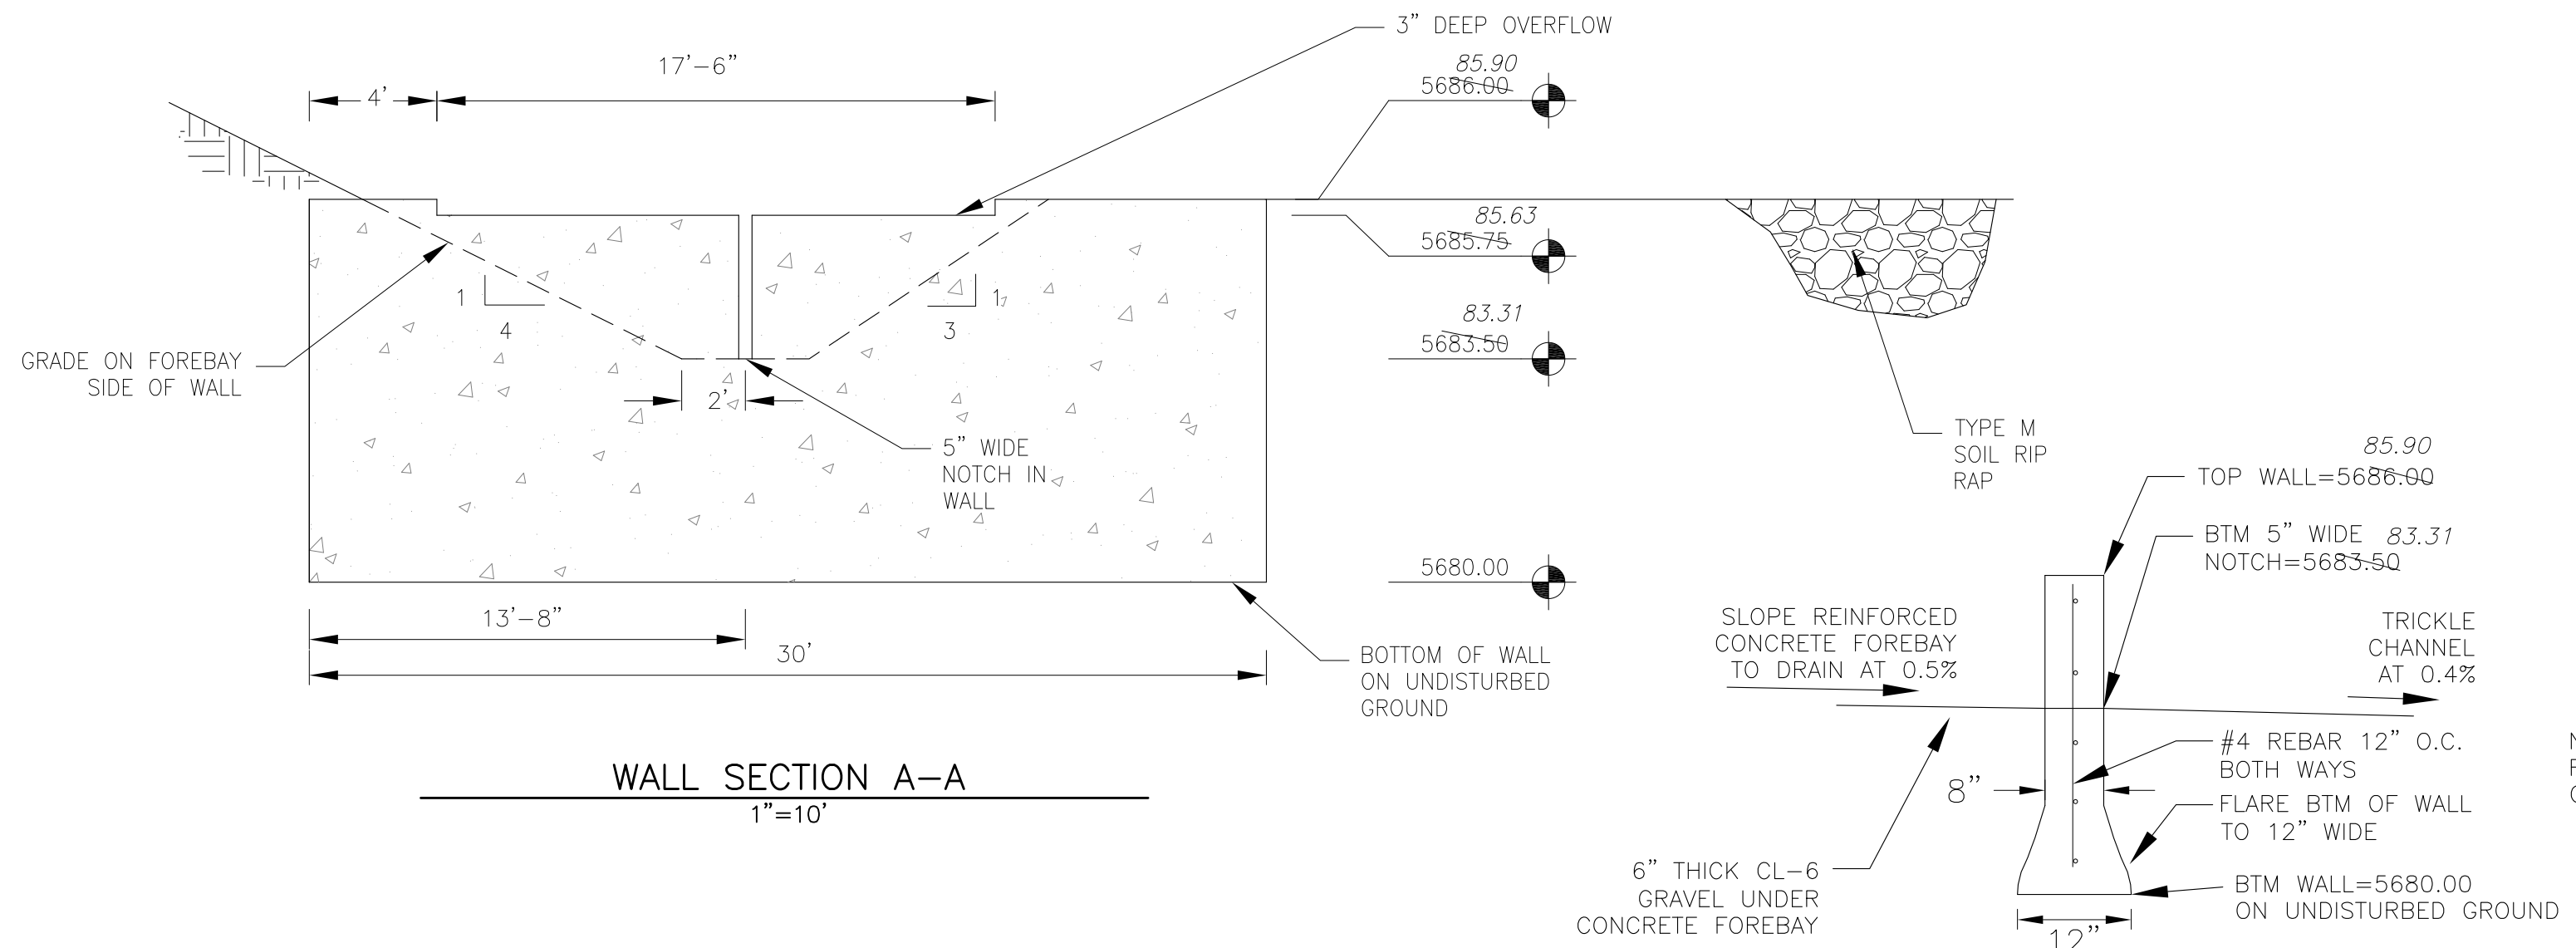 3" DEEP OVERFLOW
17'-6"
4'
85.90
5686.00
85.63
5685.75
1
4
1
3
83.31
5683.50
GRADE ON FOREBAY
SIDE OF WALL
2'
5" WIDE
NOTCH IN
WALL
TYPE M
SOIL RIP
RAP
5680.00
13'-8"
30'
BOTTOM OF WALL
ON UNDISTURBED
GROUND
WALL SECTION A-A
1"=10'
85.90
TOP WALL=5686.00
BTM 5" WIDE 83.31
NOTCH=5683.50
SLOPE REINFORCED
CONCRETE FOREBAY
TO DRAIN AT 0.5%
TRICKLE
CHANNEL
AT 0.4%
#4 REBAR 12" O.C.
BOTH WAYS
8"
FLARE BTM OF WALL
TO 12" WIDE
6" THICK CL-6
GRAVEL UNDER
CONCRETE FOREBAY
BTM WALL=5680.00
ON UNDISTURBED GROUND
12"